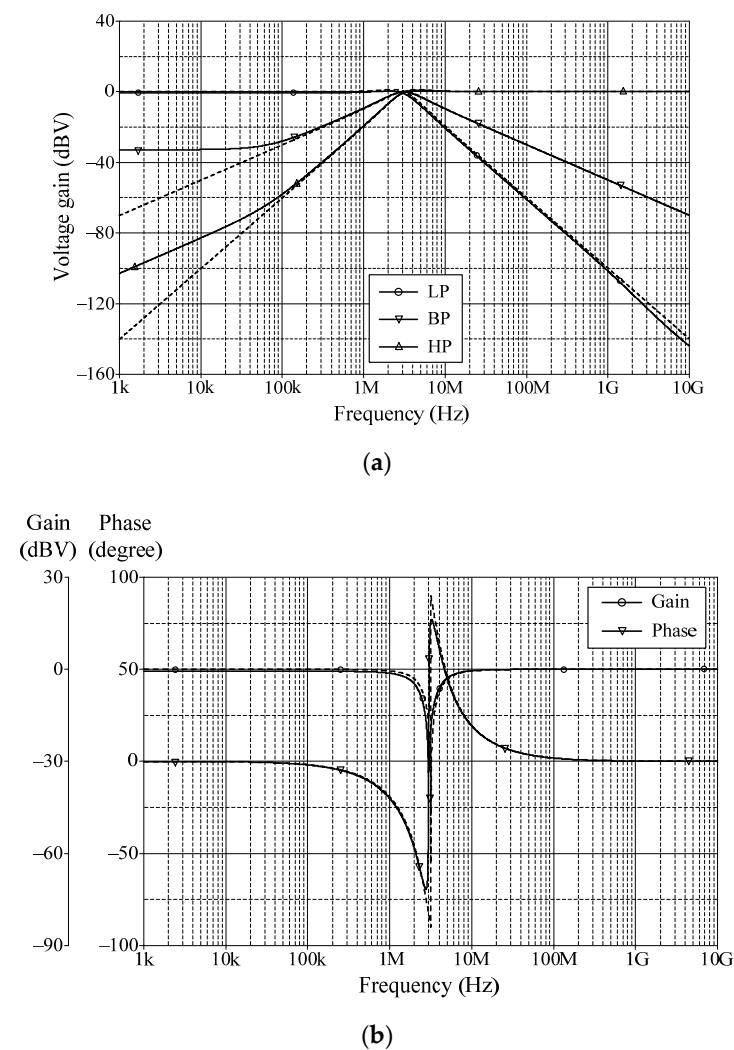 40
0
−40
−80
−120
−160
Voltage gain (dBV)
LP
BP
HP
1k 10k 100k 1M 10M 100M 1G 10G
Frequency (Hz)
(a)
Gain Phase
(dBV) (degree)
30 100
0 50
−30 0
−60 −50
−90 −100
Gain
Phase
1k 10k 100k 1M 10M 100M 1G 10G
Frequency (Hz)
(b)